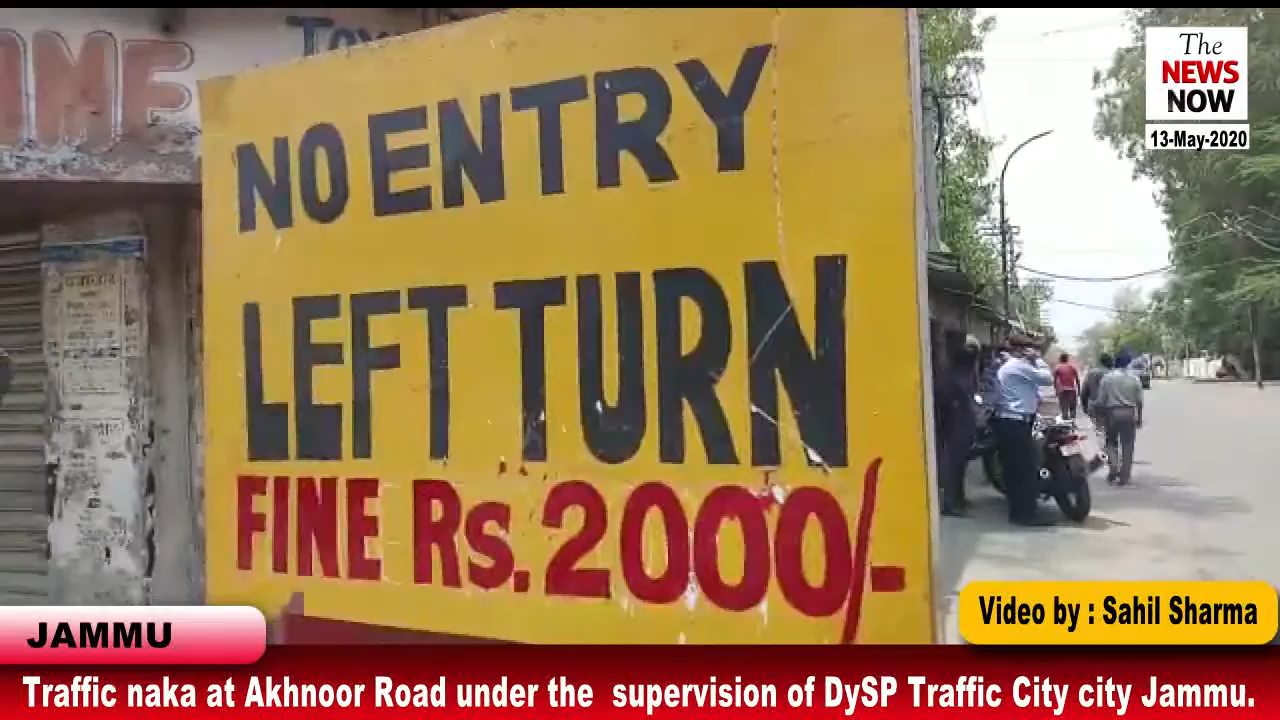 The
NEWS
NOW
13-May-2020
NO ENTRY
LEFT TURN
FINE Rs.2000/-
Video by : Sahil Sharma
JAMMU
Traffic naka at Akhnoor Road under the  supervision of DySP Traffic City city Jammu.